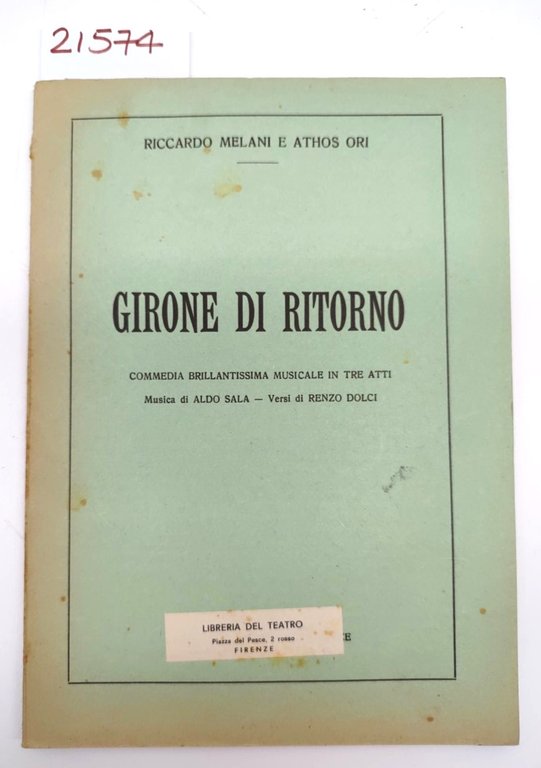 21574
RICCARDO MELANI E ATHOS ORI
GIRONE DI RITORNO
COMMEDIA BRILLANTISSIMA MUSICALE IN TRE ATTI
Musica di ALDO SALA — Versi di RENZO DOLCI
LIBRERIA DEL TEATRO
Piazza del Pesce, 2 rosso
FIRENZE